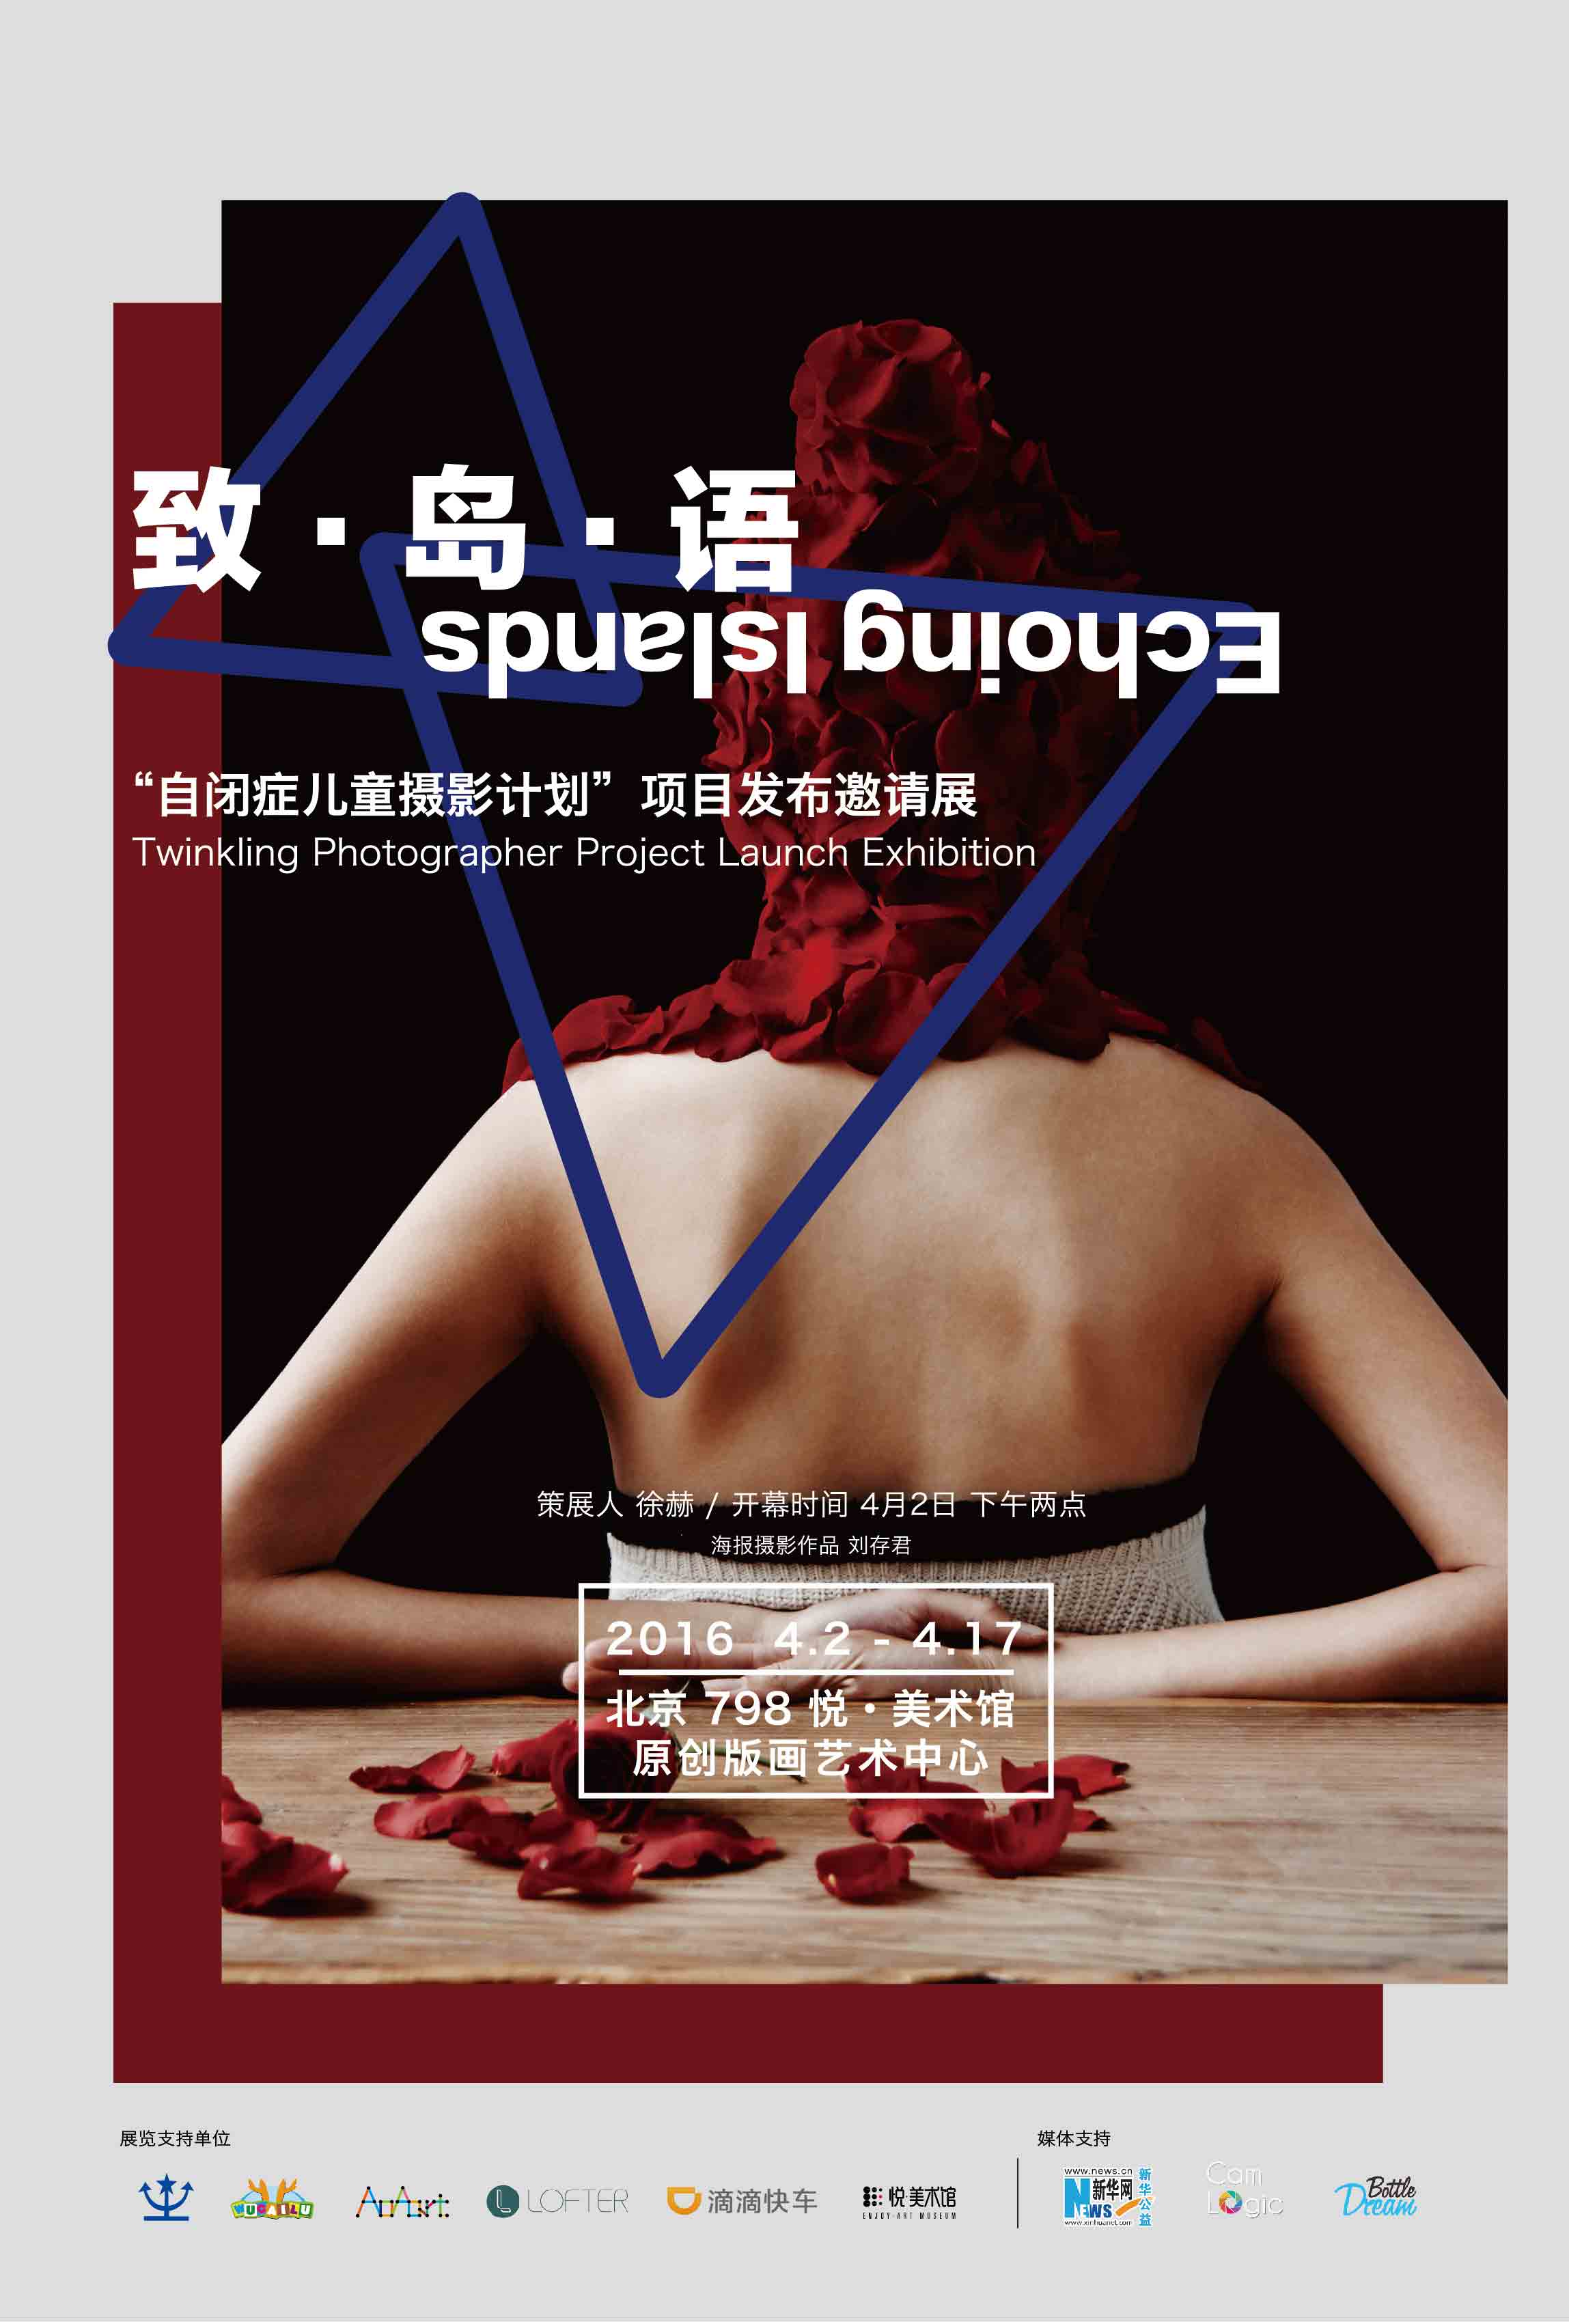 致·岛·语
Echoing Islands
“自闭症儿童摄影计划”项目发布邀请展
Twinkling Photographer Project Launch Exhibition
策展人 徐赫 / 开幕时间 4月2日 下午两点
海报摄影作品 刘存君
2016 4.2 - 4.17
北京 798 悦·美术馆
原创版画艺术中心
展览支持单位
媒体支持
WUCAILU
ApArt
LOFTER
滴滴快车
悦·美术馆
ENJOY·ART MUSEUM
www.news.cn
新华网
NEWS
www.xinhuanet.com
新华公益
Cam
Logic
Bottle
Dream